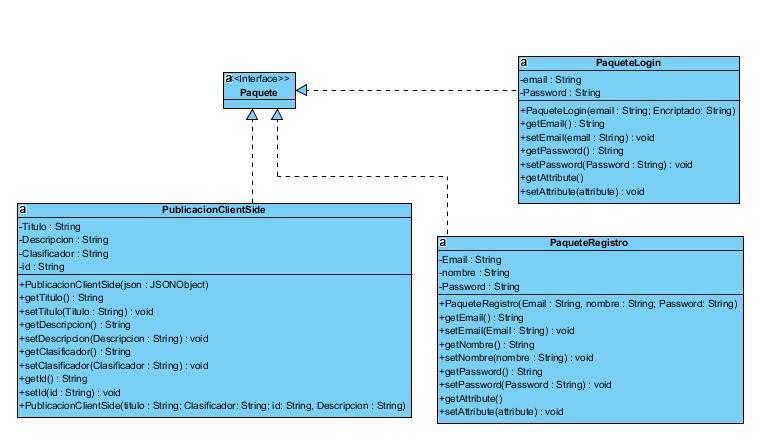 a <<Interface>>
Paquete
a PaqueteLogin
-email : String
-Password : String
+PaqueteLogin(email : String; Encriptado: String)
+getEmail() : String
+setEmail(email : String) : void
+getPassword() : String
+setPassword(Password : String) : void
+getAttribute()
+setAttribute(attribute) : void
a PublicacionClientSide
-Titulo : String
-Descripcion : String
-Clasificador : String
-id : String
+PublicacionClientSide(json : JSONObject)
+getTitulo() : String
+setTitulo(Titulo : String) : void
+getDescripcion() : String
+setDescripcion(Descripcion : String) : void
+getClasificador() : String
+setClasificador(Clasificador : String) : void
+getId() : String
+setId(id : String) : void
+PublicacionClientSide(titulo : String; Clasificador: String; id: String, Descripcion : String)
a PaqueteRegistro
-Email : String
-nombre : String
-Password : String
+PaqueteRegistro(Email : String, nombre : String; Password: String)
+getEmail() : String
+setEmail(Email : String) : void
+getNombre() : String
+setNombre(nombre : String) : void
+getPassword() : String
+setPassword(Password : String) : void
+getAttribute()
+setAttribute(attribute) : void